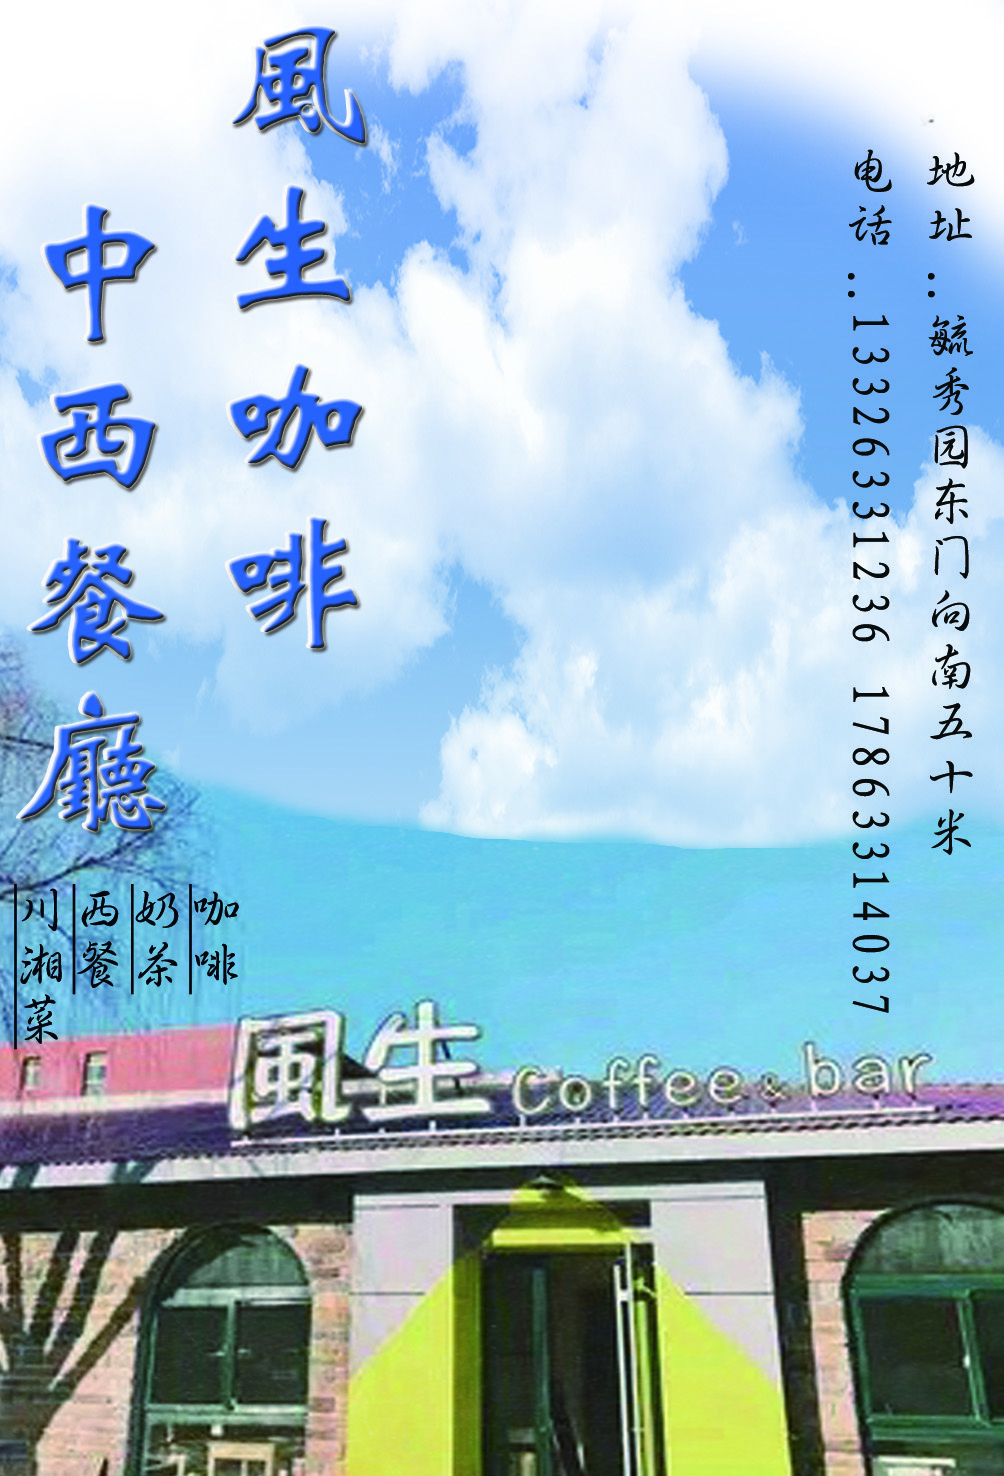 地址：毓秀园东门向南五十米
电话：13326331236 17863314037
風生咖啡
中西餐廳
咖啡
奶茶
西餐
川湘菜
風生 coffee & bar